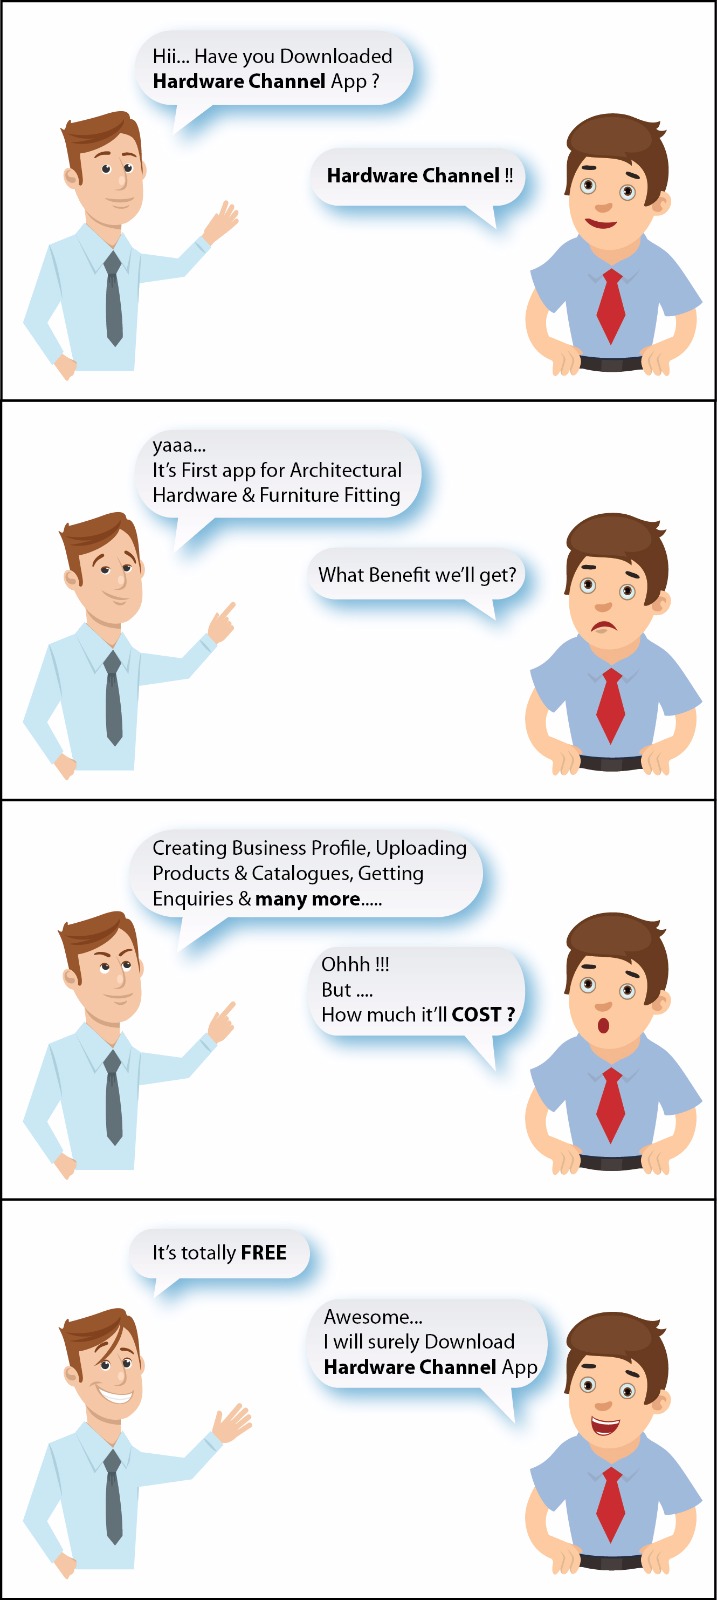 Hii... Have you Downloaded
Hardware Channel App ?
Hardware Channel !!
yaaa...
It's First app for Architectural
Hardware & Furniture Fitting
What Benefit we'll get?
Creating Business Profile, Uploading
Products & Catalogues, Getting
Enquiries & many more.....
Ohhh !!!
But ....
How much it'll COST ?
It's totally FREE
Awesome...
I will surely Download
Hardware Channel App